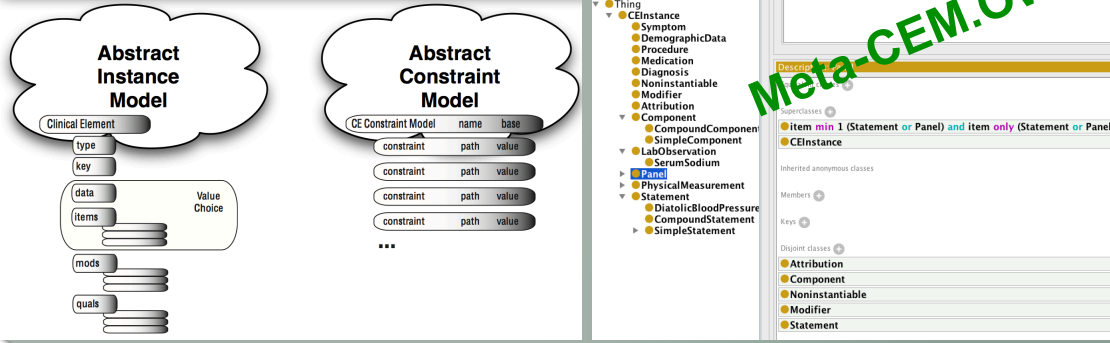 Abstract
Instance
Model
Clinical Element
type
key
data
items
Value
Choice
mods
quals
Abstract
Constraint
Model
CE Constraint Model name base
constraint path value
constraint path value
constraint path value
constraint path value
...
Thing
CEInstance
Symptom
DemographicData
Procedure
Medication
Diagnosis
Noninstantiable
Modifier
Attribution
Component
CompoundComponent
SimpleComponent
LabObservation
SerumSodium
Panel
PhysicalMeasurement
Statement
DiatolicBloodPressure
CompoundStatement
SimpleStatement
Meta-CEM.OW
Superclasses
item min 1 (Statement or Panel) and item only (Statement or Panel
CEInstance
Inherited anonymous classes
Members
Keys
Disjoint classes
Attribution
Component
Noninstantiable
Modifier
Statement